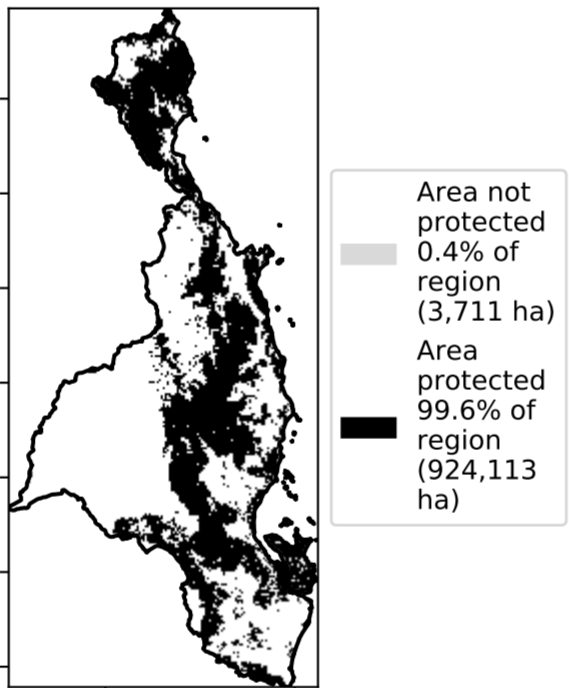 Area not
protected
0.4% of
region
(3,711 ha)
Area
protected
99.6% of
region
(924,113
ha)